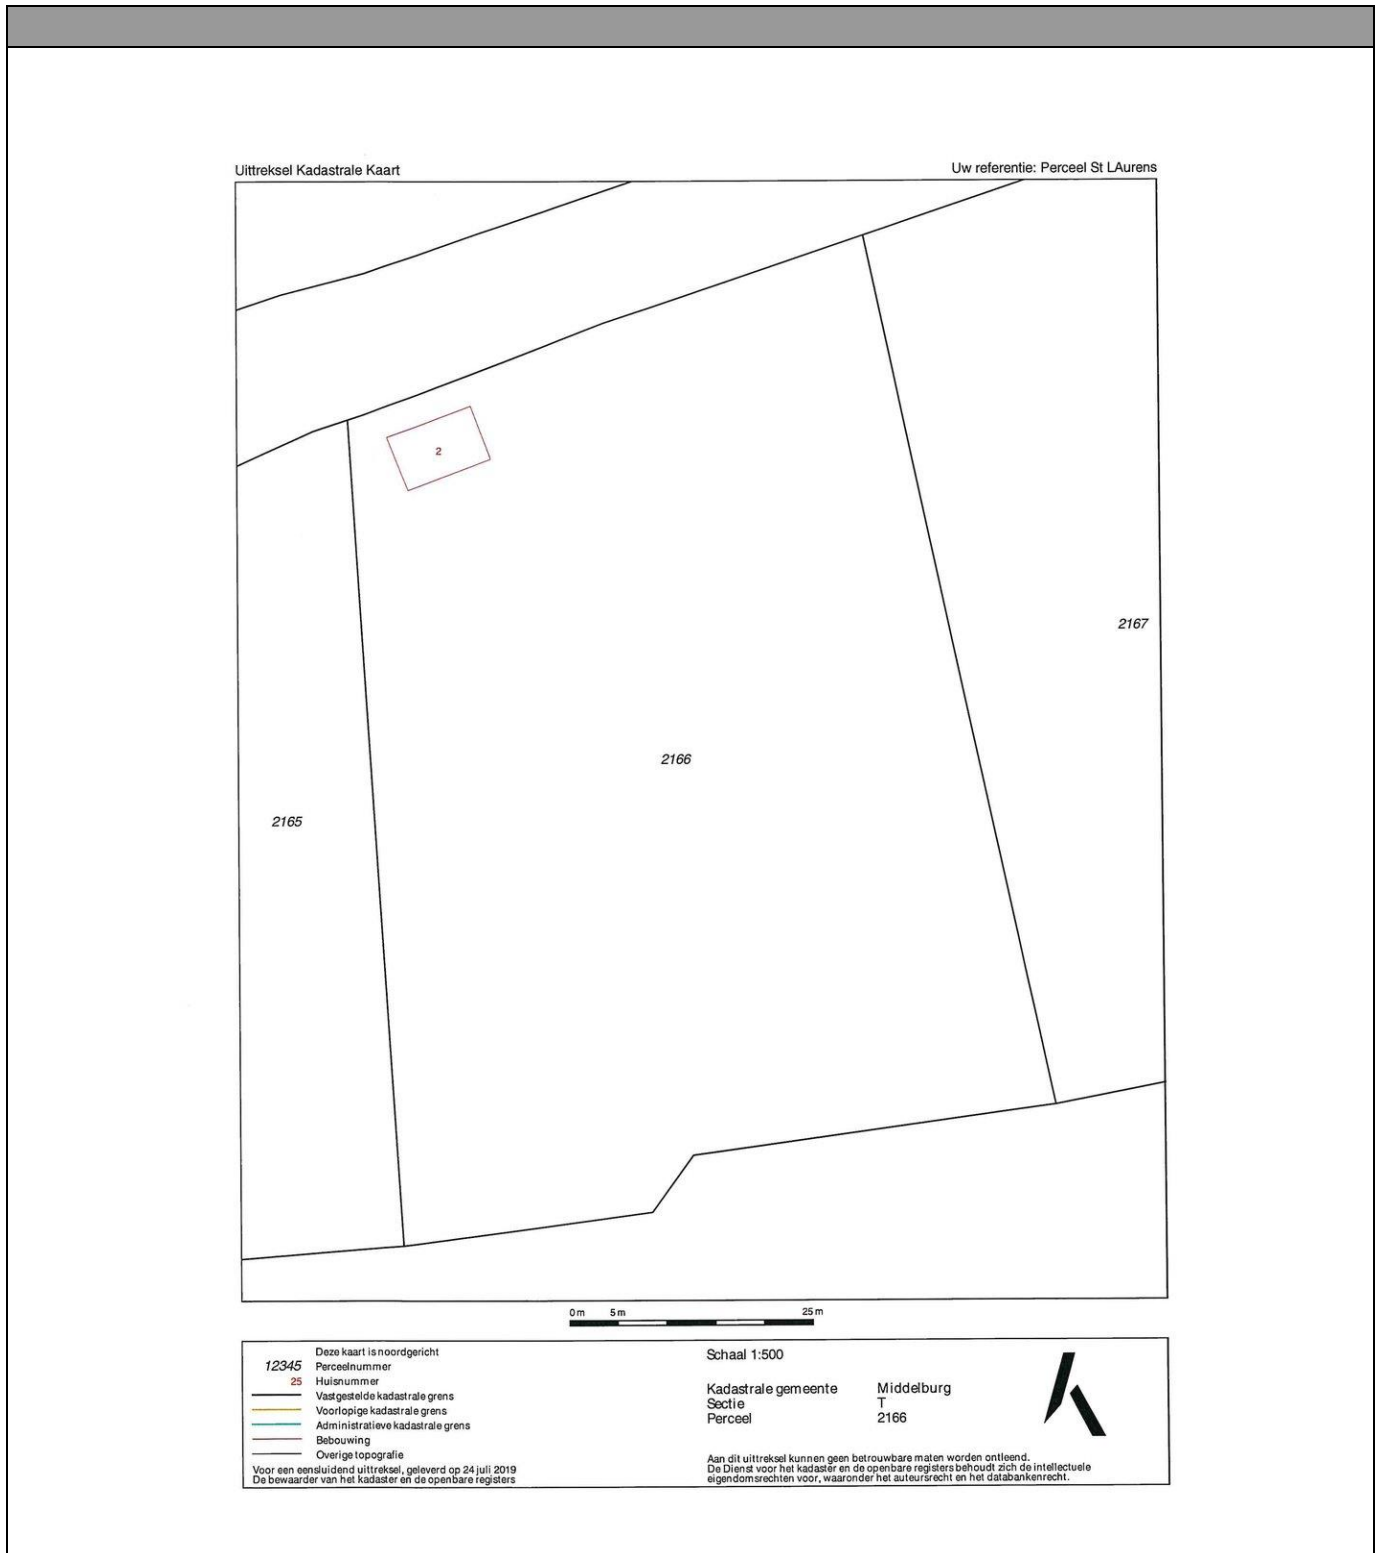 Uittreksel Kadastrale Kaart
Uw referentie: Perceel St LAurens
2
2167
2166
2165
0 m 5 m 25 m
Deze kaart is noordgericht
12345 Perceelnummer
25 Huisnummer
Vastgestelde kadastrale grens
Voorlopige kadastrale grens
Administratieve kadastrale grens
Bebouwing
Overige topografie
Voor een eensluidend uittreksel, geleverd op 24 juli 2019
De bewaarder van het kadaster en de openbare registers
Schaal 1:500
Kadastrale gemeente Middelburg
Sectie T
Perceel 2166
Aan dit uittreksel kunnen geen betrouwbare maten worden ontleend.
De Dienst voor het kadaster en de openbare registers behoudt zich de intellectuele
eigendomsrechten voor, waaronder het auteursrecht en het databankenrecht.